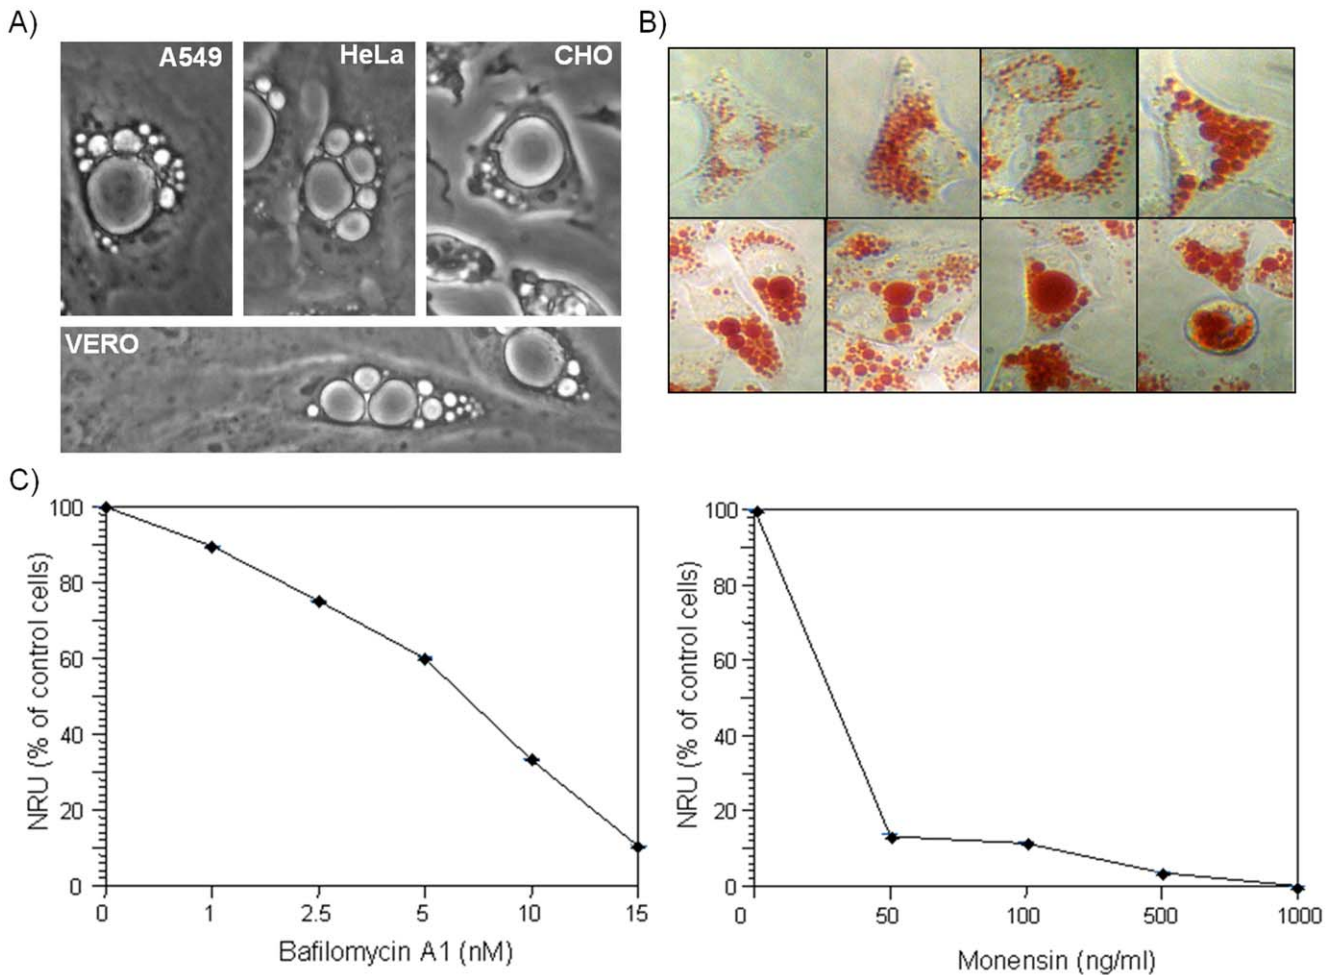 A)
B)
A549
HeLa
CHO
VERO
C)
100
80
60
40
20
0
NRU (% of control cells)
0
1
2.5
5
10
15
Bafilomycin A1 (nM)
100
80
60
40
20
0
NRU (% of control cells)
0
50
100
500
1000
Monensin (ng/ml)